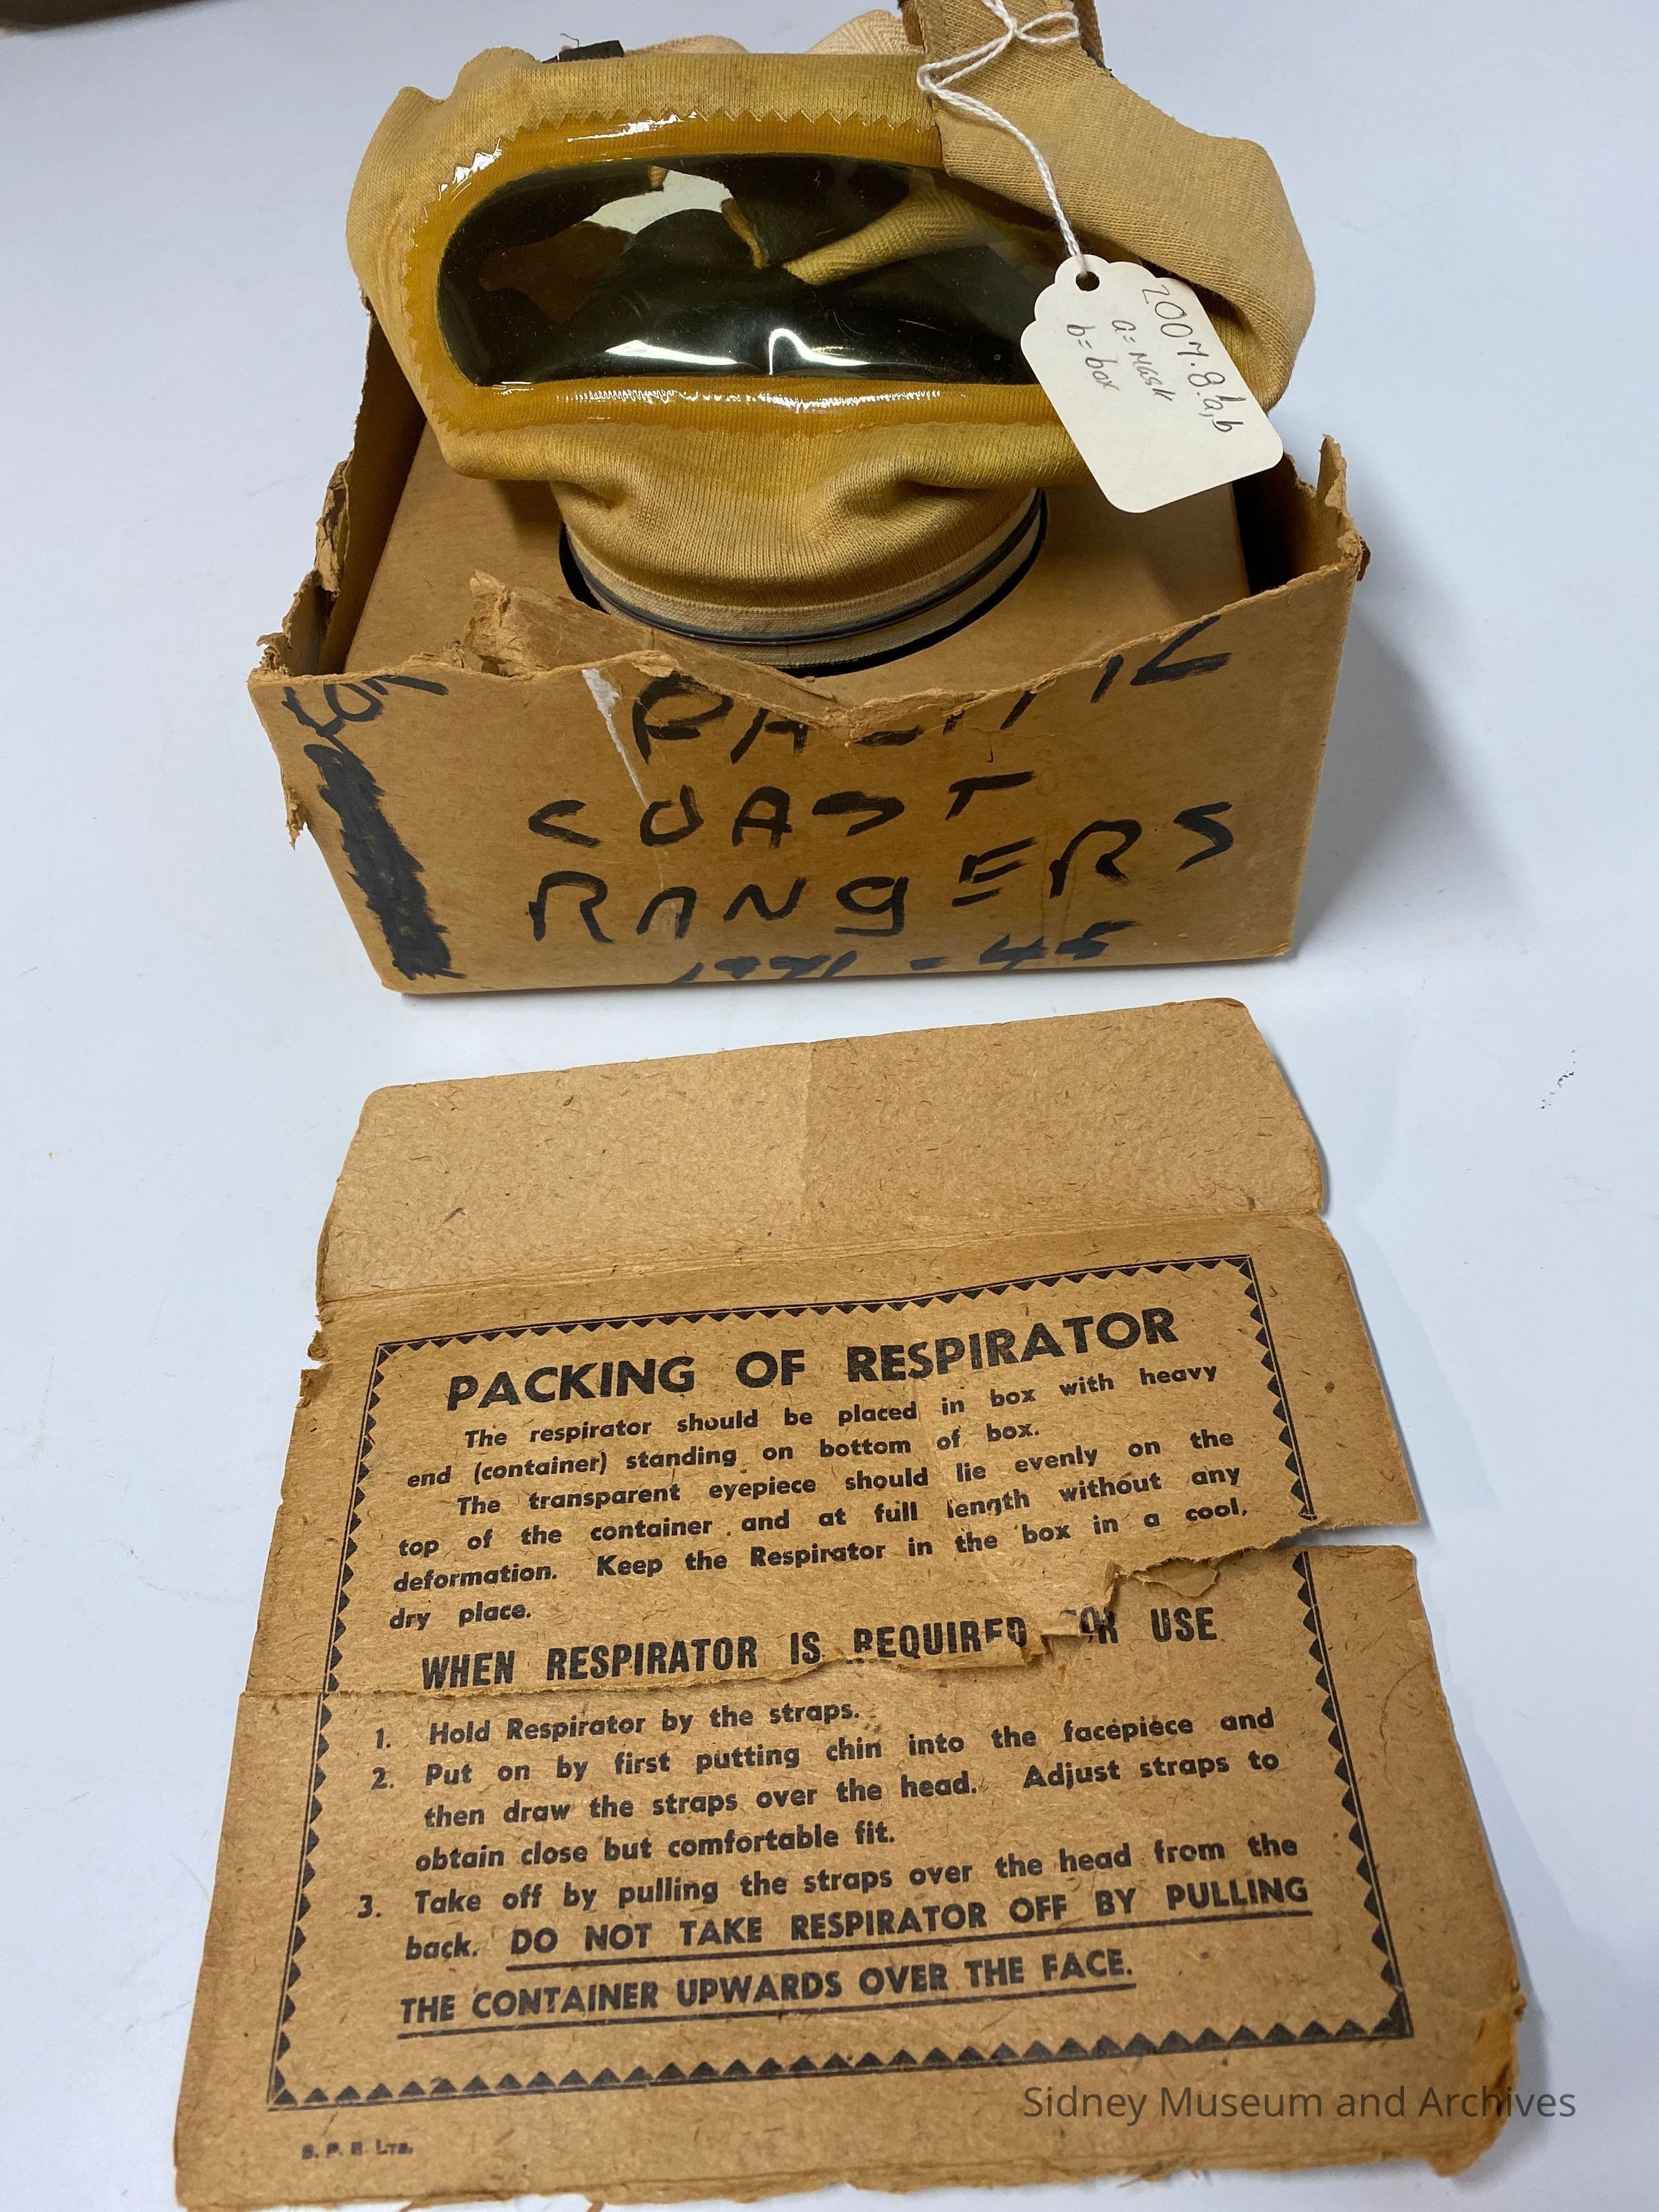 2007.8.a,b
a= mask
b= box
PACIFIC
COAST
RANGERS
- 45
PACKING OF RESPIRATOR
The respirator should be placed in box with heavy
end (container) standing on bottom of box.
The transparent eyepiece should lie evenly on the
top of the container and at full length without any
deformation. Keep the Respirator in the box in a cool,
dry place.
WHEN RESPIRATOR IS REQUIRED FOR USE
1. Hold Respirator by the straps.
2. Put on by first putting chin into the facepiece and
then draw the straps over the head. Adjust straps to
obtain close but comfortable fit.
3. Take off by pulling the straps over the head from the
back. DO NOT TAKE RESPIRATOR OFF BY PULLING
THE CONTAINER UPWARDS OVER THE FACE.
Sidney Museum and Archives